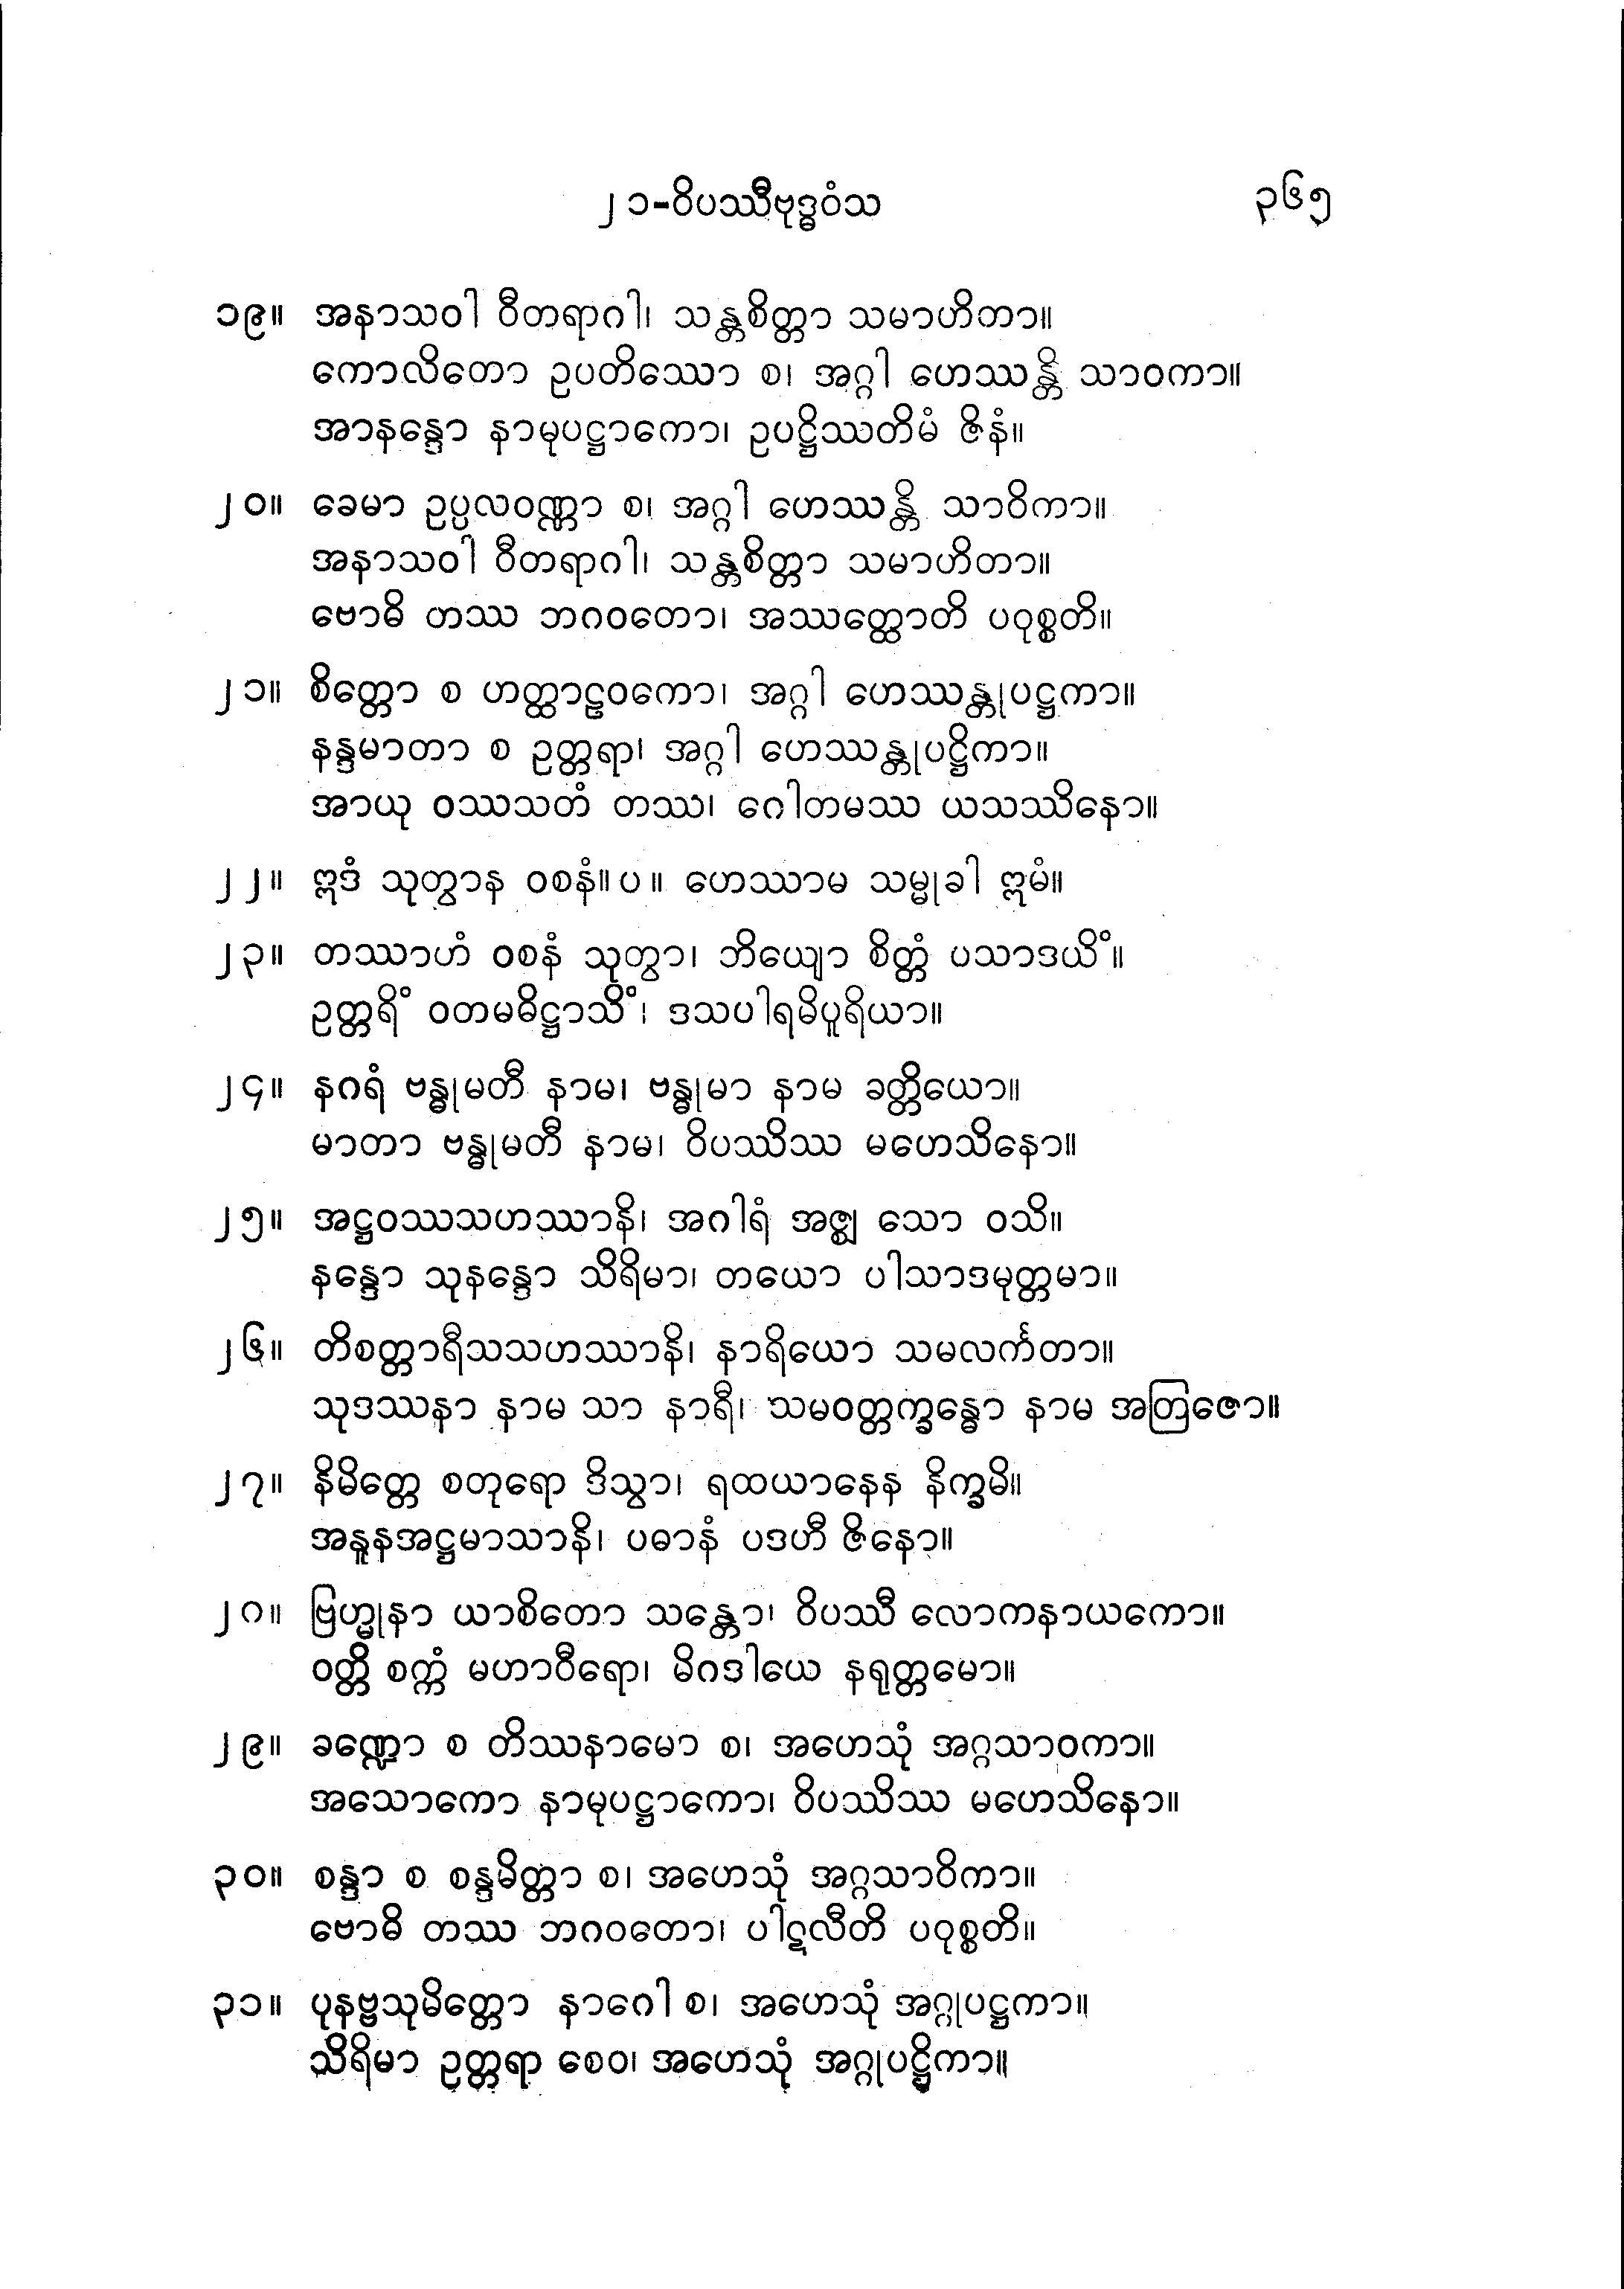 ၂၁-ဝိပဿီဗုဒ္ဓဝံသ ၃၆၅
၁၉။ အနာသဝါ ဝီတရာဂါ၊ သန္တစိတ္တာ သမာဟိတာ။
ကောလိတော ဥပတိဿော စ၊ အဂ္ဂါ ဟေဿန္တိ သာဝကာ။
အာနန္ဒော နာမုပဋ္ဌာကော၊ ဥပဋ္ဌိဿတိမံ ဇိနံ။
၂၀။ ခေမာ ဥပ္ပလဝဏ္ဏာ စ၊ အဂ္ဂါ ဟေဿန္တိ သာဝိကာ။
အနာသဝါ ဝီတရာဂါ၊ သန္တစိတ္တာ သမာဟိတာ။
ဗောဓိ တဿ ဘဂဝတော၊ အဿတ္ထောတိ ပဝုစ္စတိ။
၂၁။ စိတ္တော စ ဟတ္ထာဠဝကော၊ အဂ္ဂါ ဟေဿန္တုပဋ္ဌကာ။
နန္ဒမာတာ စ ဥတ္တရာ၊ အဂ္ဂါ ဟေဿန္တုပဋ္ဌိကာ။
အာယု ဝဿသတံ တဿ၊ ဂေါတမဿ ယသဿိနော။
၂၂။ ဣဒံ သုတွာန ဝစနံ။ပ။ ဟေဿာမ သမ္မုခါ ဣမံ။
၂၃။ တဿာဟံ ဝစနံ သုတွာ၊ ဘိယျော စိတ္တံ ပသာဒယိံ။
ဥတ္တရိံ ဝတမဓိဋ္ဌာသိံ၊ ဒသပါရမိပူရိယာ။
၂၄။ နဂရံ ဗန္ဓုမတီ နာမ၊ ဗန္ဓုမာ နာမ ခတ္တိယော။
မာတာ ဗန္ဓုမတီ နာမ၊ ဝိပဿိဿ မဟေသိနော။
၂၅။ အဋ္ဌဝဿသဟဿာနိ၊ အဂါရံ အဇ္ဈ သော ဝသိ။
နန္ဒော သုနန္ဒော သိရိမာ၊ တယော ပါသာဒမုတ္တမာ။
၂၆။ တိစတ္တာရီသသဟဿာနိ၊ နာရိယော သမလင်္ကတာ။
သုဒဿနာ နာမ သာ နာရီ၊ သမဝတ္တက္ခန္ဓော နာမ အတြဇော။
၂၇။ နိမိတ္တေ စတုရော ဒိသွာ၊ ရထယာနေန နိက္ခမိ။
အနူနအဋ္ဌမာသာနိ၊ ပဓာနံ ပဒဟီ ဇိနော။
၂၈။ ဗြဟ္မုနာ ယာစိတော သန္တော၊ ဝိပဿီ လောကနာယကော။
ဝတ္တိ စက္ကံ မဟာဝီရော၊ မိဂဒါယေ နရုတ္တမော။
၂၉။ ခဏ္ဍော စ တိဿနာမော စ၊ အဟေသုံ အဂ္ဂသာဝကာ။
အသောကော နာမုပဋ္ဌာကော၊ ဝိပဿိဿ မဟေသိနော။
၃၀။ စန္ဒာ စ စန္ဒမိတ္တာ စ၊ အဟေသုံ အဂ္ဂသာဝိကာ။
ဗောဓိ တဿ ဘဂဝတော၊ ပါဋလီတိ ပဝုစ္စတိ။
၃၁။ ပုနဗ္ဗသုမိတ္တော နာဂေါ စ၊ အဟေသုံ အဂ္ဂုပဋ္ဌကာ။
သိရိမာ ဥတ္တရာ စေဝ၊ အဟေသုံ အဂ္ဂုပဋ္ဌိကာ။